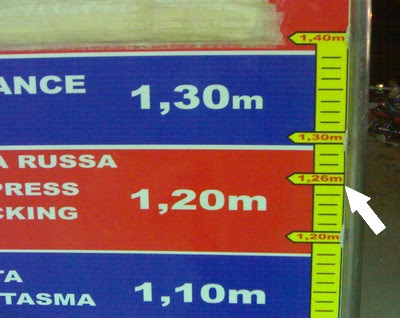 1,40m
ANCE
1,30m
1,30m
A RUSSA
PRESS
CKING
1,20m
1,26m
1,20m
TA
TASMA
1,10m